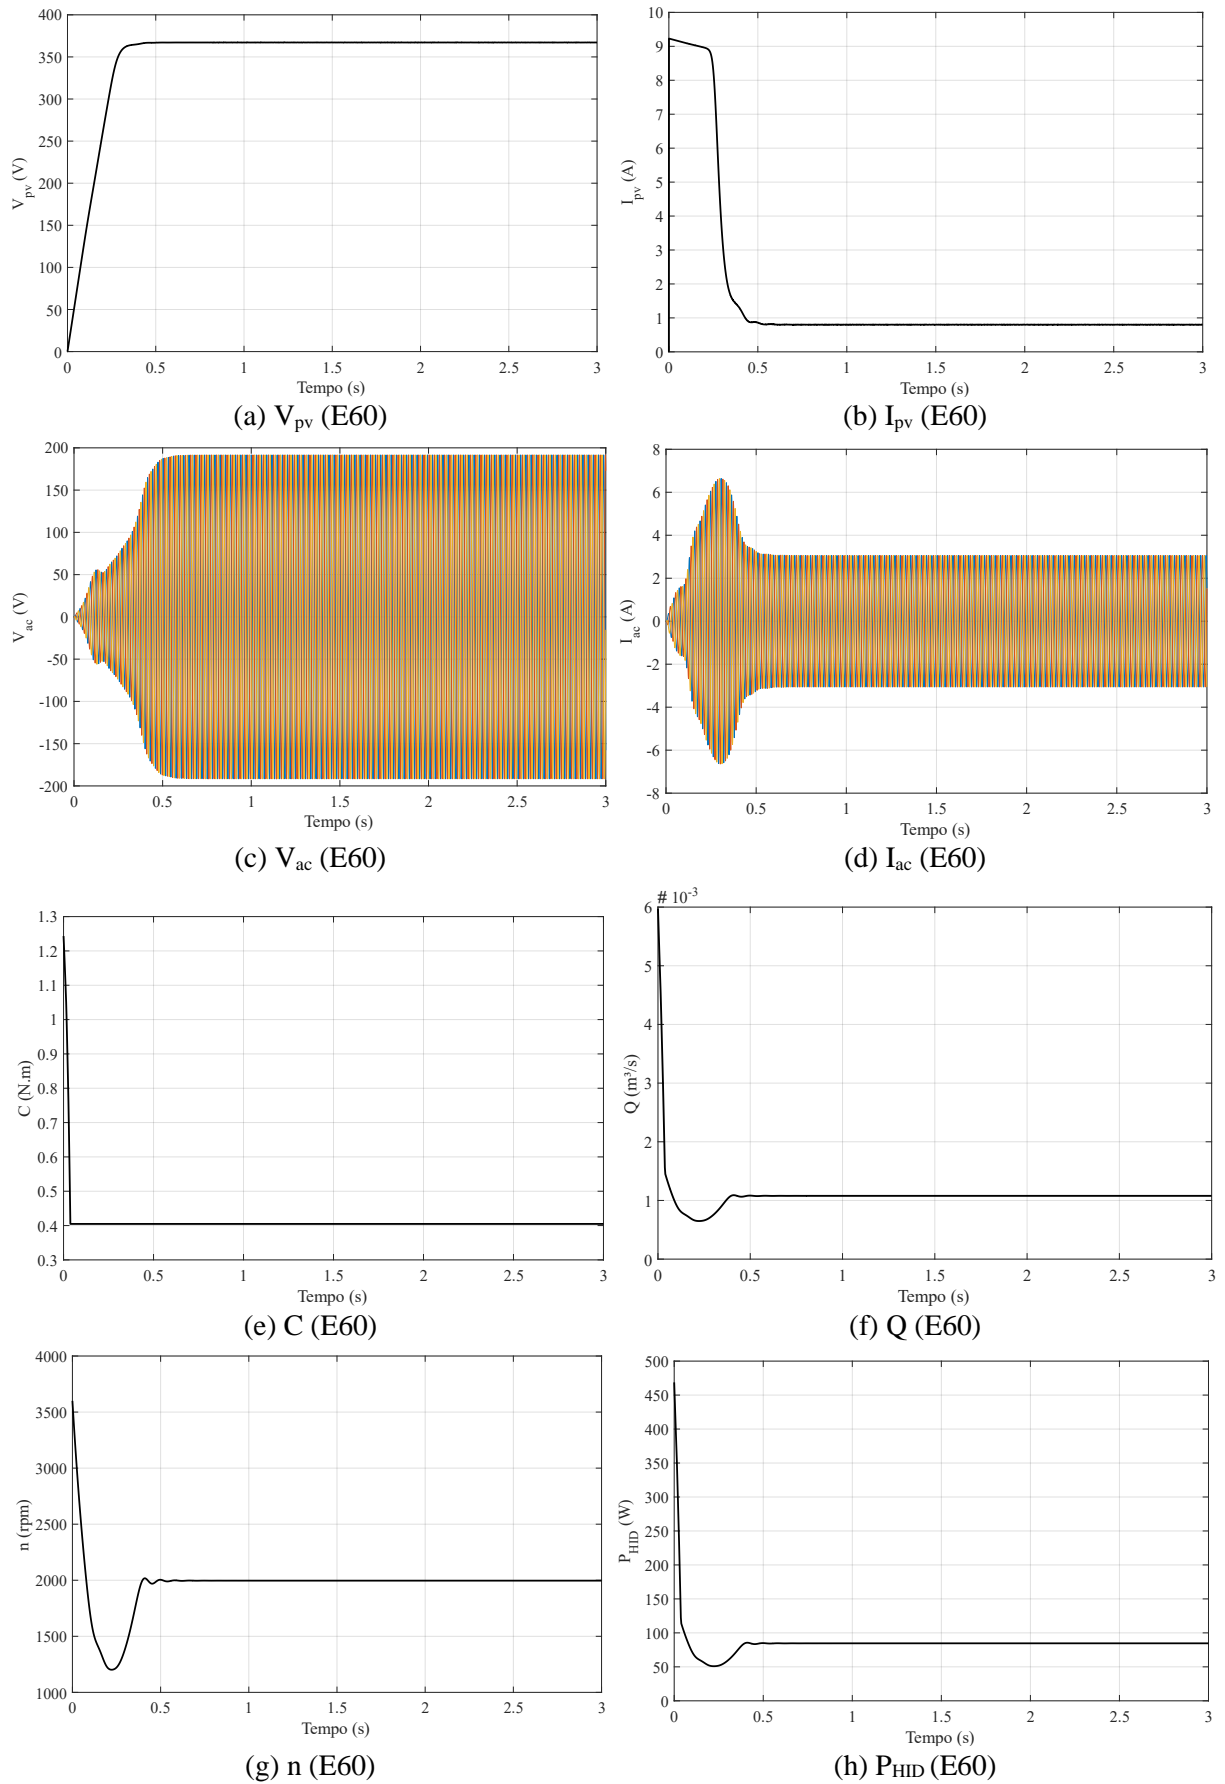 400
350
300
250
200
150
100
50
0
V_pv (V)
0 0.5 1 1.5 2 2.5 3
Tempo (s)
(a) V_pv (E60)
10
9
8
7
6
5
4
3
2
1
0
I_pv (A)
0 0.5 1 1.5 2 2.5 3
Tempo (s)
(b) I_pv (E60)
200
150
100
50
0
-50
-100
-150
-200
V_ac (V)
0 0.5 1 1.5 2 2.5 3
Tempo (s)
(c) V_ac (E60)
8
6
4
2
0
-2
-4
-6
-8
I_ac (A)
0 0.5 1 1.5 2 2.5 3
Tempo (s)
(d) I_ac (E60)
1.3
1.2
1.1
1
0.9
0.8
0.7
0.6
0.5
0.4
0.3
C (N.m)
0 0.5 1 1.5 2 2.5 3
Tempo (s)
(e) C (E60)
# 10^-3
6
5
4
3
2
1
0
Q (m³/s)
0 0.5 1 1.5 2 2.5 3
Tempo (s)
(f) Q (E60)
4000
3500
3000
2500
2000
1500
1000
n (rpm)
0 0.5 1 1.5 2 2.5 3
Tempo (s)
(g) n (E60)
500
450
400
350
300
250
200
150
100
50
0
P_HID (W)
0 0.5 1 1.5 2 2.5 3
Tempo (s)
(h) P_HID (E60)